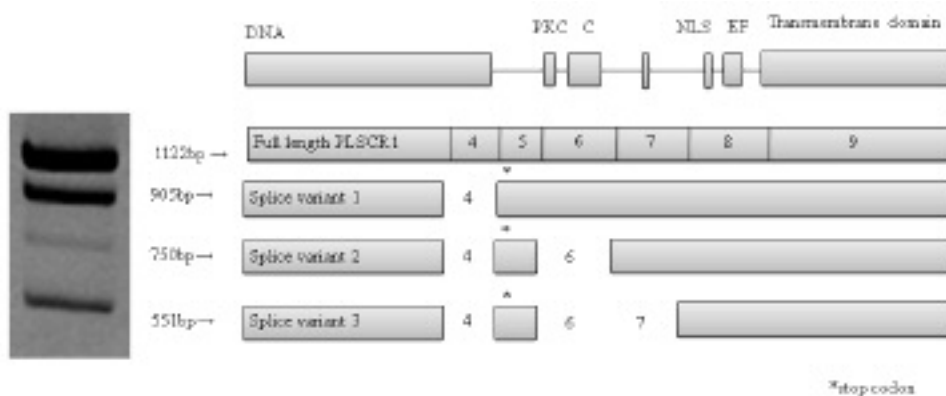 DNA
PKC C NLS EF Transmembrane domain
1122bp→ Full length PLSCR1 4 5 6 7 8 9
*
905bp→ Splice variant 1 4
*
750bp→ Splice variant 2 4 6
*
551bp→ Splice variant 3 4 6 7
*stop codon